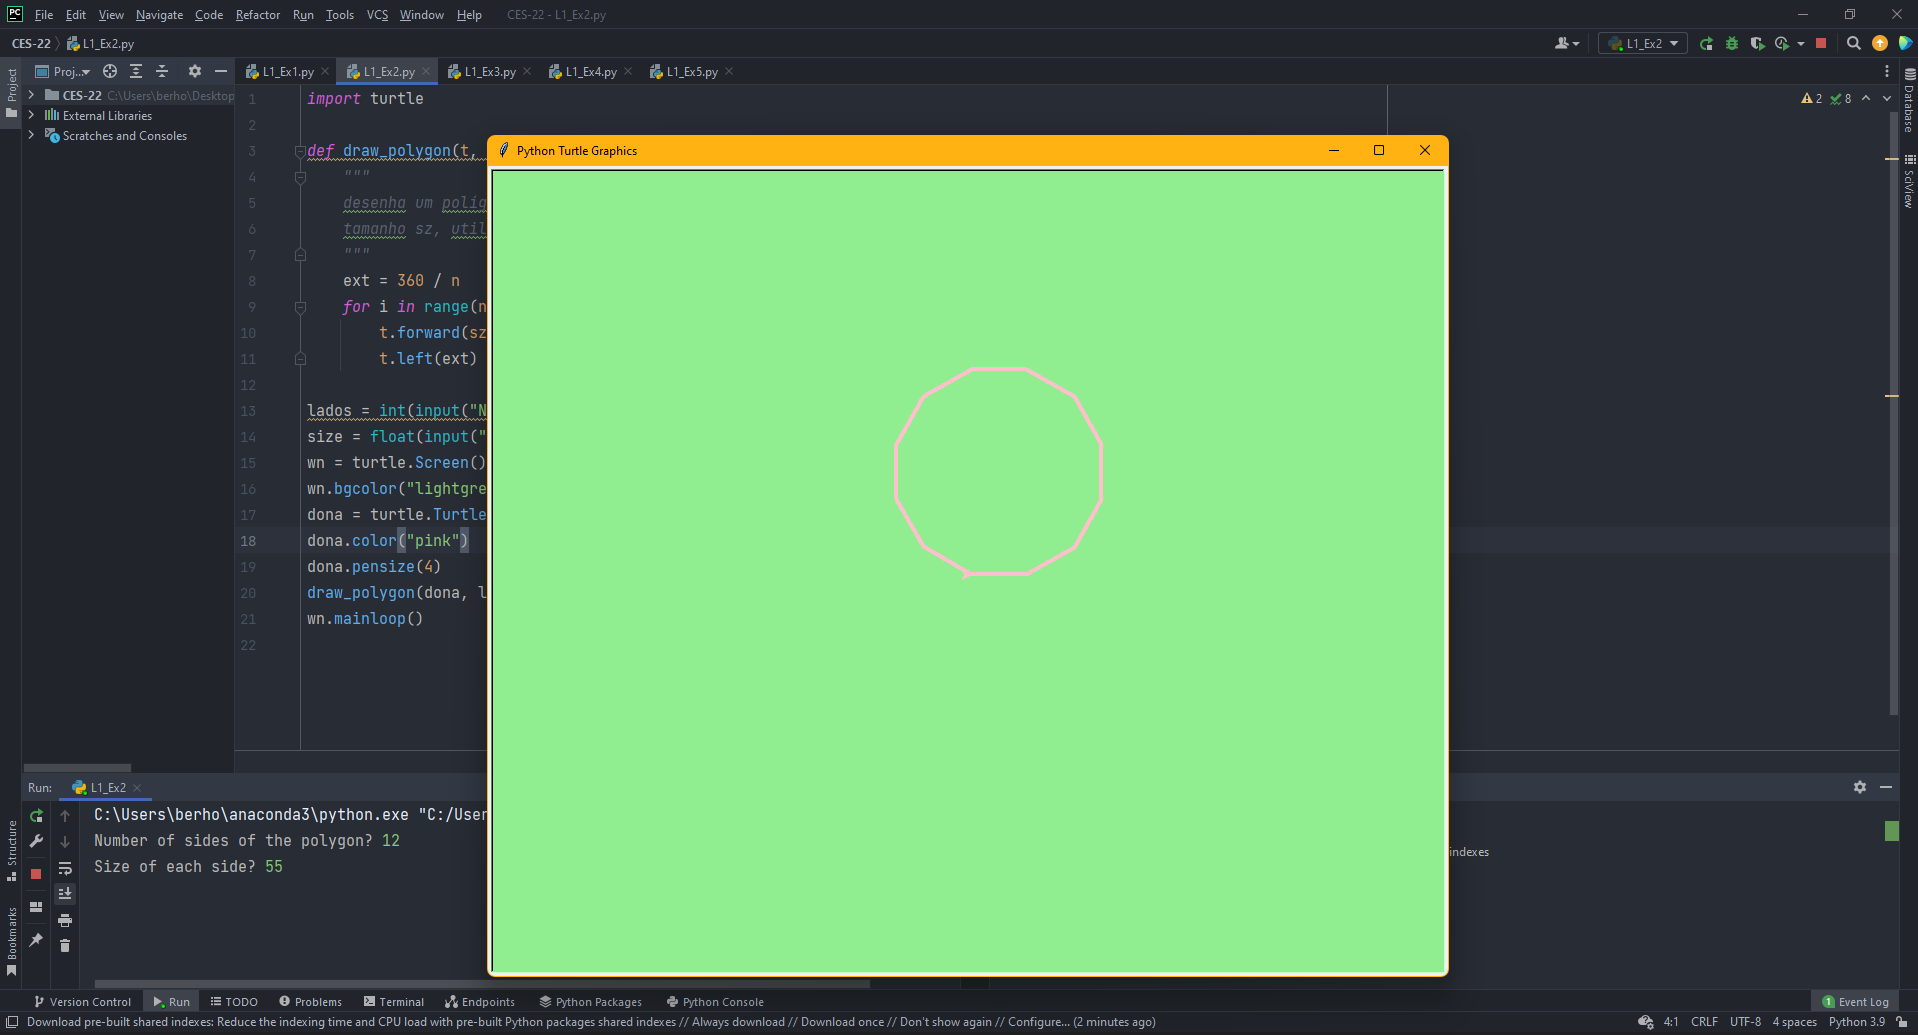 PC File Edit View Navigate Code Refactor Run Tools VCS Window Help CES-22 - L1_Ex2.py
CES-22 L1_Ex2.py L1_Ex2
Project Proj... L1_Ex1.py L1_Ex2.py L1_Ex3.py L1_Ex4.py L1_Ex5.py
CES-22 C:\Users\berho\Desktop
External Libraries
Scratches and Consoles
2 8
Database
SciView
1 import turtle
2
3 def draw_polygon(t,
4 """
5 desenha um políg
6 tamanho sz, util
7 """
8 ext = 360 / n
9 for i in range(n
10 t.forward(sz
11 t.left(ext)
12
13 lados = int(input("N
14 size = float(input("
15 wn = turtle.Screen()
16 wn.bgcolor("lightgre
17 dona = turtle.Turtle
18 dona.color("pink")
19 dona.pensize(4)
20 draw_polygon(dona, l
21 wn.mainloop()
22
Python Turtle Graphics
Run: L1_Ex2
C:\Users\berho\anaconda3\python.exe "C:/User
Number of sides of the polygon? 12
Size of each side? 55
indexes
Structure
Bookmarks
Version Control Run TODO Problems Terminal Endpoints Python Packages Python Console 1 Event Log
Download pre-built shared indexes: Reduce the indexing time and CPU load with pre-built Python packages shared indexes // Always download // Download once // Don't show again // Configure... (2 minutes ago) 4:1 CRLF UTF-8 4 spaces Python 3.9